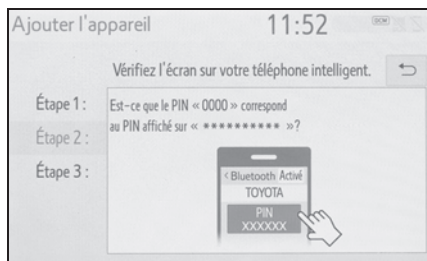 Ajouter l'appareil 11:52 DCM
Vérifiez l'écran sur votre téléphone intelligent.
Étape 1 :
Étape 2 :
Étape 3 :
Est-ce que le PIN « 0000 » correspond
au PIN affiché sur « ********** »?
< Bluetooth Activé
TOYOTA
PIN
XXXXXX